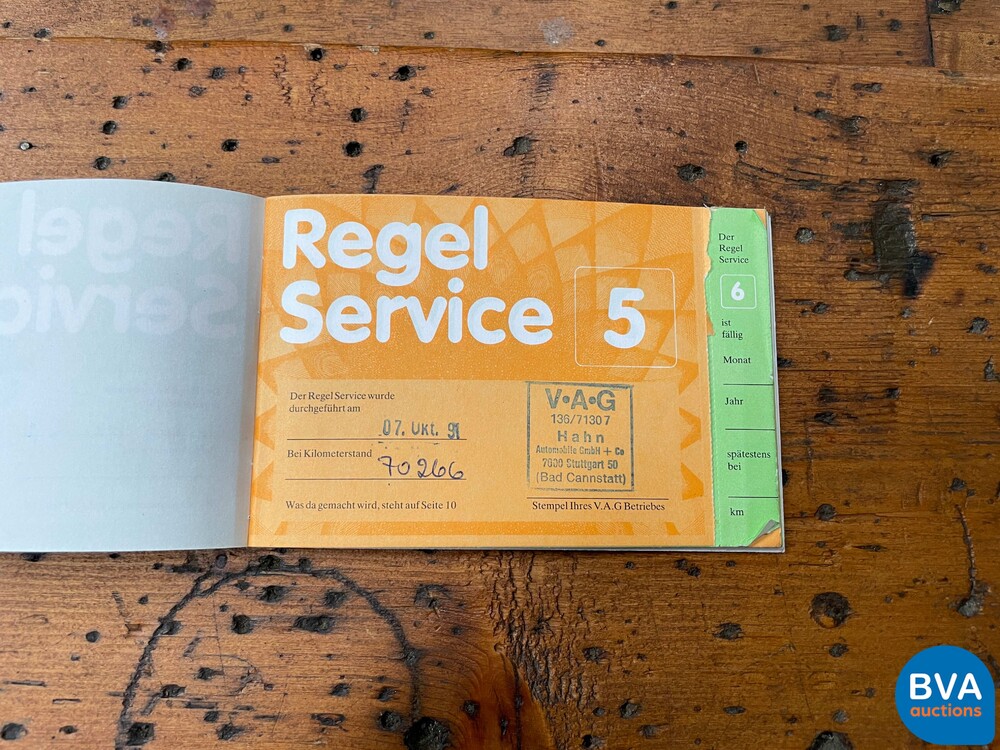 Regel
Service
5
Der Regel Service wurde
durchgeführt am
07. Okt. 91
Bei Kilometerstand
70266
Was da gemacht wird, steht auf Seite 10
V•A•G
136/71307
Hahn
Automobile GmbH + Co
7000 Stuttgart 50
(Bad Cannstatt)
Stempel Ihres V.A.G Betriebes
Der
Regel
Service
6
ist
fällig
Monat
Jahr
spätestens
bei
km
BVA
auctions